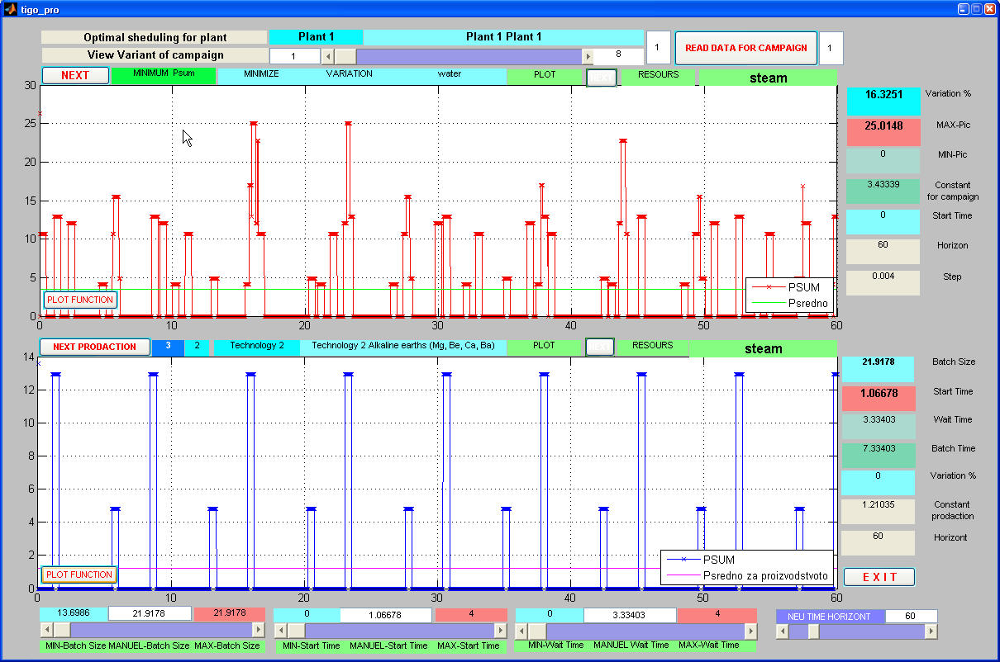 tigo_pro
Optimal sheduling for plant Plant 1 Plant 1 Plant 1 1 READ DATA FOR CAMPAIGN 1
View Variant of campaign 1 8
NEXT MINIMUM Psum MINIMIZE VARIATION water PLOT NEXT RESOURS steam
30
25
20
15
10
5
0
0 10 20 30 40 50 60
PLOT FUNCTION
PSUM
Psredno
16.3251 Variation %
25.0148 MAX-Pic
0 MIN-Pic
3.43339 Constant
for campaign
0 Start Time
60 Horizon
0.004 Step
NEXT PRODACTION 3 2 Technology 2 Technology 2 Alkaline earths (Mg, Be, Ca, Ba) PLOT NEXT RESOURS steam
14
12
10
8
6
4
2
0
0 10 20 30 40 50 60
PLOT FUNCTION
PSUM
Psredno za proizvodstvoto
21.9178 Batch Size
1.06678 Start Time
3.33403 Wait Time
7.33403 Batch Time
0 Variation %
1.21035 Constant
production
60 Horizont
E X I T
13.6986 21.9178 21.9178 0 1.06678 4 0 3.33403 4 NEU TIME HORIZONT 60
MIN-Batch Size MANUEL-Batch Size MAX-Batch Size MIN-Start Time MANUEL-Start Time MAX-Start Time MIN-Wait Time MANUEL Wait Time MAX-Wait Time